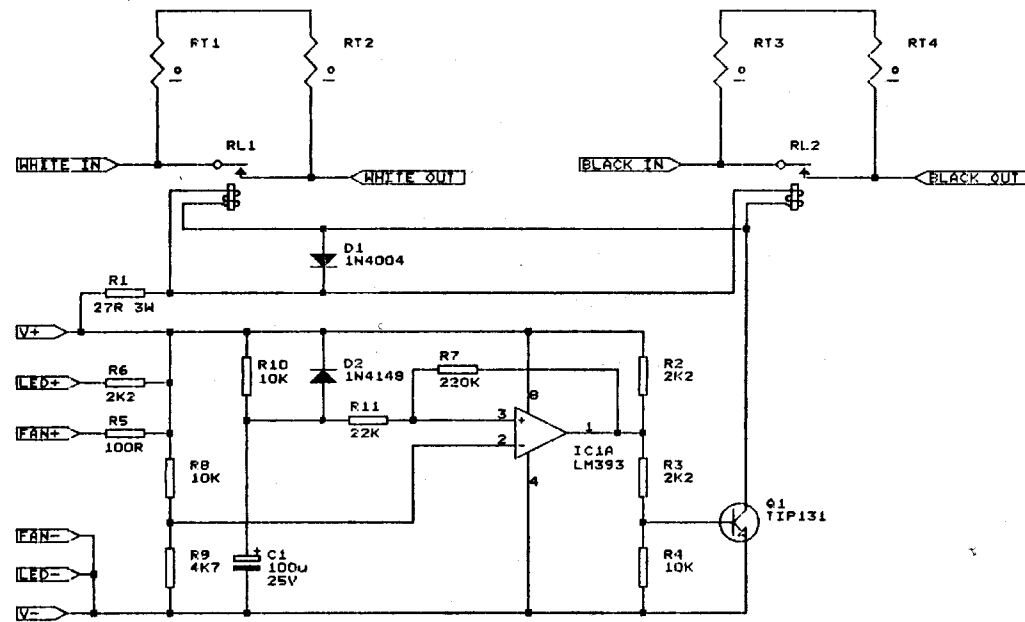 RT1
RT2
RT3
RT4
RL1
RL2
WHITE IN
WHITE OUT
BLACK IN
BLACK OUT
D1
1N4004
R1
27R 3W
V+
R10
10K
D2
1N4148
R7
220K
R2
2K2
R6
2K2
LED+
8
R11
22K
3
+
FAN+
R5
100R
1
2
-
IC1A
LM393
R8
10K
4
R3
2K2
Q1
TIP131
FAN-
R9
4K7
+
C1
100u
25V
R4
10K
LED-
V-